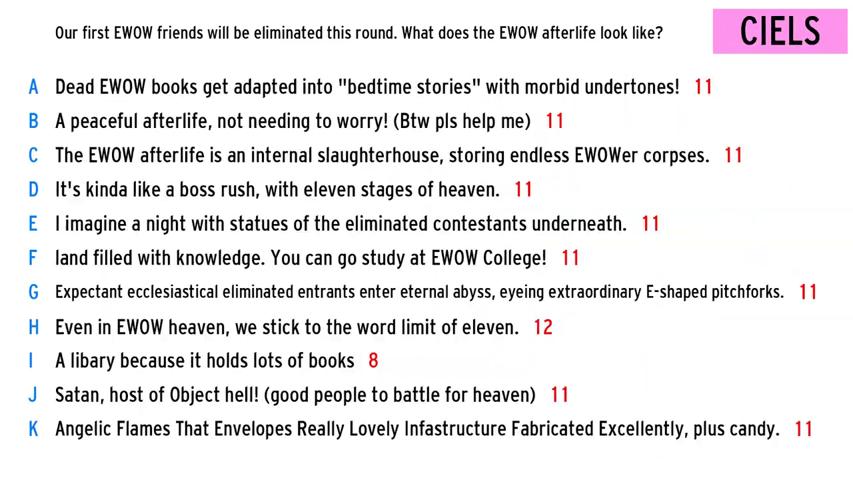 Our first EWOW friends will be eliminated this round. What does the EWOW afterlife look like?
CIELS
A Dead EWOW books get adapted into "bedtime stories" with morbid undertones! 11
B A peaceful afterlife, not needing to worry! (Btw pls help me) 11
C The EWOW afterlife is an internal slaughterhouse, storing endless EWOWer corpses. 11
D It's kinda like a boss rush, with eleven stages of heaven. 11
E I imagine a night with statues of the eliminated contestants underneath. 11
F land filled with knowledge. You can go study at EWOW College! 11
G Expectant ecclesiastical eliminated entrants enter eternal abyss, eyeing extraordinary E-shaped pitchforks. 11
H Even in EWOW heaven, we stick to the word limit of eleven. 12
I A libary because it holds lots of books 8
J Satan, host of Object hell! (good people to battle for heaven) 11
K Angelic Flames That Envelopes Really Lovely Infastructure Fabricated Excellently, plus candy. 11